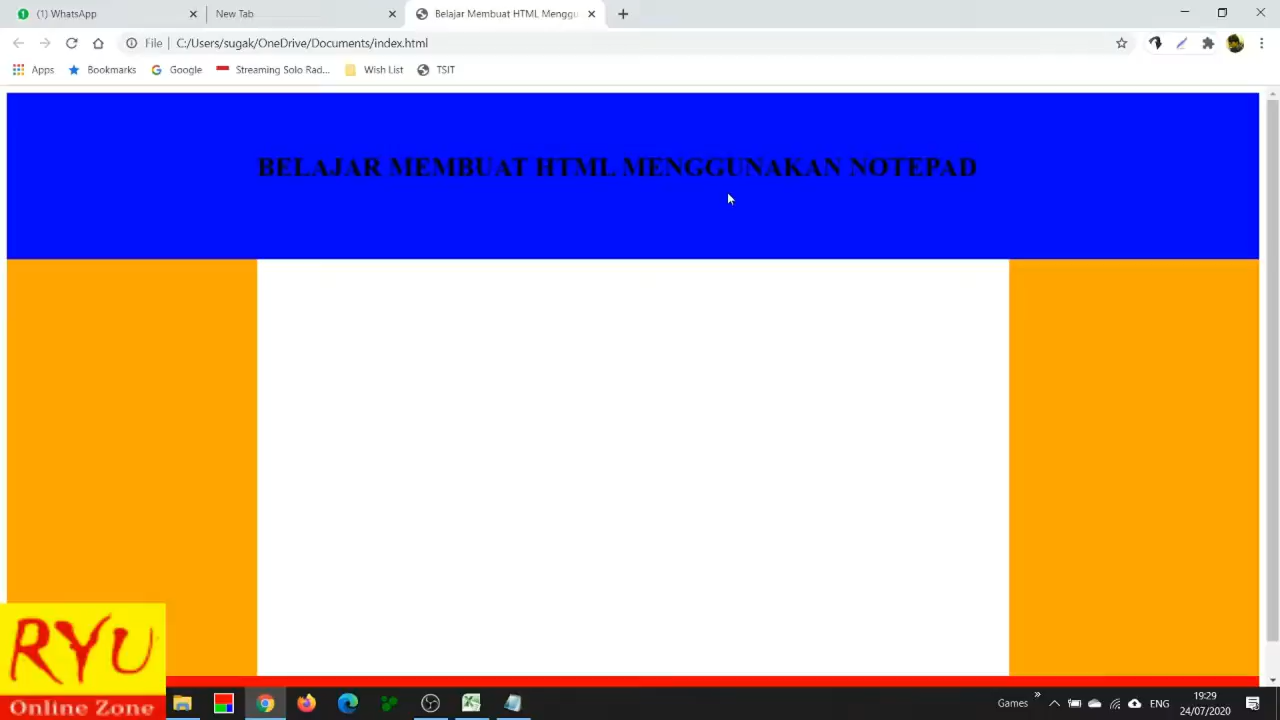 (1) WhatsApp
New Tab
Belajar Membuat HTML Menggu
File
C:/Users/sugak/OneDrive/Documents/index.html
Apps
Bookmarks
Google
Streaming Solo Rad...
Wish List
TSIT
BELAJAR MEMBUAT HTML MENGGUNAKAN NOTEPAD
RYU
Online Zone
Games
ENG
19:29
24/07/2020